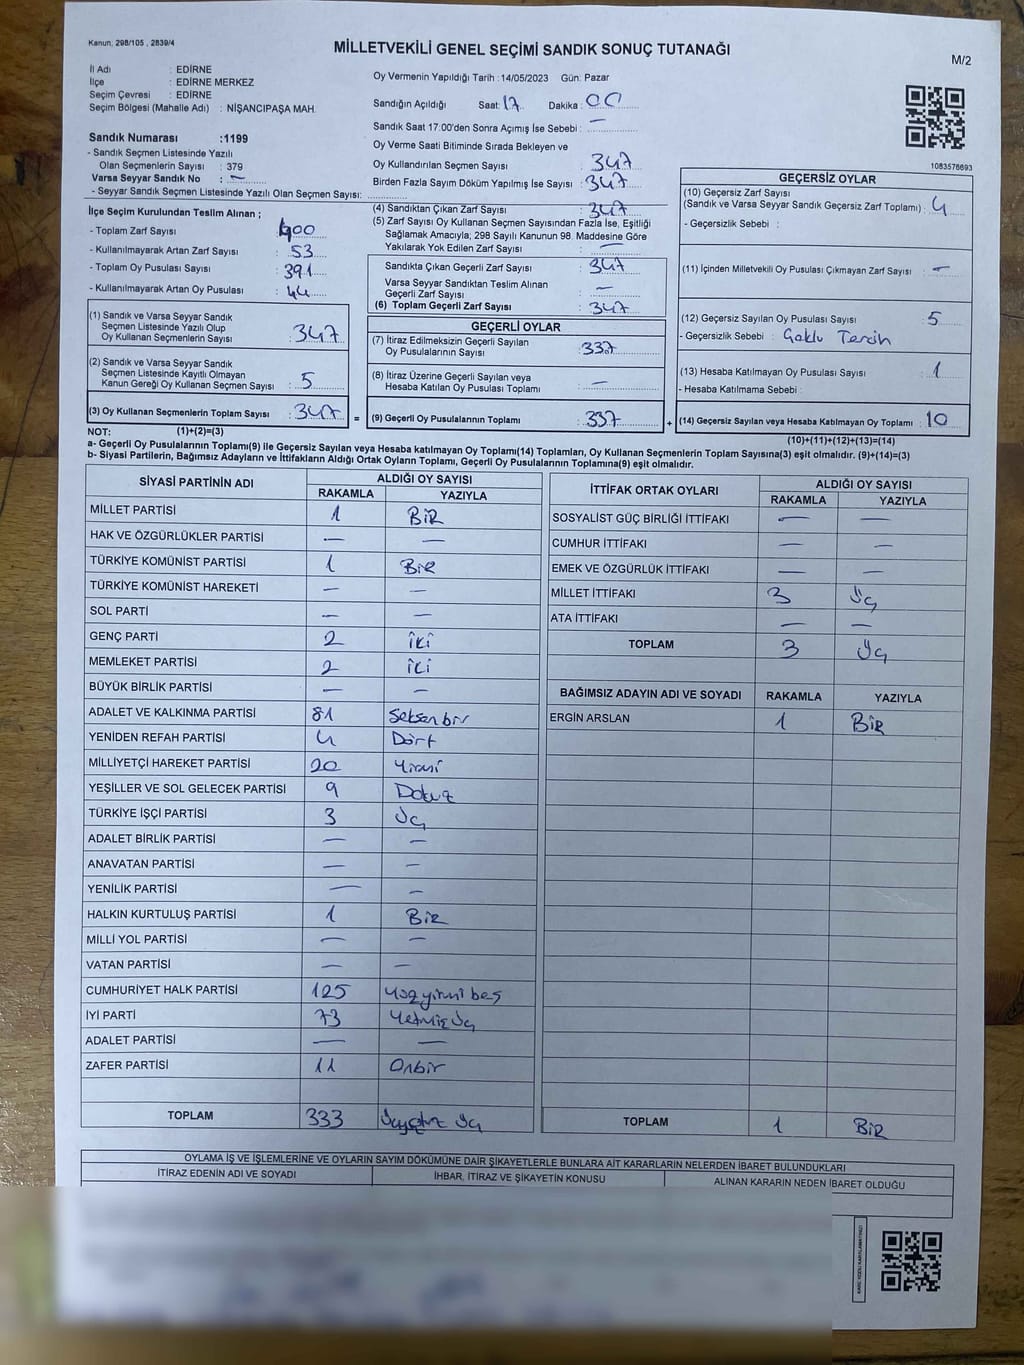 Kanun, 298/105 , 2839/4
MİLLETVEKİLİ GENEL SEÇİMİ SANDIK SONUÇ TUTANAĞI
M/2
İl Adı : EDİRNE
İlçe : EDİRNE MERKEZ
Seçim Çevresi : EDİRNE
Seçim Bölgesi (Mahalle Adı) : NİŞANCIPAŞA MAH.
Oy Vermenin Yapıldığı Tarih :14/05/2023 Gün: Pazar
Sandığın Açıldığı Saat: 17 Dakika: 00
Sandık Saat 17:00'den Sonra Açımış İse Sebebi : —
Sandık Numarası :1199
- Sandık Seçmen Listesinde Yazılı
Olan Seçmenlerin Sayısı : 379
Varsa Seyyar Sandık No : —
- Seyyar Sandık Seçmen Listesinde Yazılı Olan Seçmen Sayısı:
Oy Verme Saati Bitiminde Sırada Bekleyen ve
Oy Kullandırılan Seçmen Sayısı : 347
Birden Fazla Sayım Döküm Yapılmış İse Sayısı : 347
1083576693
İlçe Seçim Kurulundan Teslim Alınan ;
- Toplam Zarf Sayısı : 400
- Kullanılmayarak Artan Zarf Sayısı : 53
- Toplam Oy Pusulası Sayısı : 391
- Kullanılmayarak Artan Oy Pusulası : 44
(4) Sandıktan Çıkan Zarf Sayısı : 347
(5) Zarf Sayısı Oy Kullanan Seçmen Sayısından Fazla İse, Eşitliği
Sağlamak Amacıyla; 298 Sayılı Kanunun 98. Maddesine Göre
Yakılarak Yok Edilen Zarf Sayısı : —
Sandıkta Çıkan Geçerli Zarf Sayısı : 347
Varsa Seyyar Sandıktan Teslim Alınan
Geçerli Zarf Sayısı : —
(6) Toplam Geçerli Zarf Sayısı : 347
GEÇERSİZ OYLAR
(10) Geçersiz Zarf Sayısı
(Sandık ve Varsa Seyyar Sandık Geçersiz Zarf Toplamı) : 4
- Geçersizlik Sebebi :
(11) İçinden Milletvekili Oy Pusulası Çıkmayan Zarf Sayısı : —
(12) Geçersiz Sayılan Oy Pusulası Sayısı : 5
- Geçersizlik Sebebi : Çoklu Tercih
(13) Hesaba Katılmayan Oy Pusulası Sayısı : 1
- Hesaba Katılmama Sebebi :
(14) Geçersiz Sayılan veya Hesaba Katılmayan Oy Toplamı : 10
(10)+(11)+(12)+(13)=(14)
(1) Sandık ve Varsa Seyyar Sandık
Seçmen Listesinde Yazılı Olup
Oy Kullanan Seçmenlerin Sayısı : 347
(2) Sandık ve Varsa Seyyar Sandık
Seçmen Listesinde Kayıtlı Olmayan
Kanun Gereği Oy Kullanan Seçmen Sayısı : 5
(3) Oy Kullanan Seçmenlerin Toplam Sayısı : 347 =
(1)+(2)=(3)
GEÇERLİ OYLAR
(7) İtiraz Edilmeksizin Geçerli Sayılan
Oy Pusulalarının Sayısı : 337
(8) İtiraz Üzerine Geçerli Sayılan veya
Hesaba Katılan Oy Pusulası Toplamı : —
(9) Geçerli Oy Pusulalarının Toplamı : 337 +
NOT:
a- Geçerli Oy Pusulalarının Toplamı(9) ile Geçersiz Sayılan veya Hesaba katılmayan Oy Toplamı(14) Toplamları, Oy Kullanan Seçmenlerin Toplam Sayısına(3) eşit olmalıdır. (9)+(14)=(3)
b- Siyasi Partilerin, Bağımsız Adayların ve İttifakların Aldığı Ortak Oyların Toplamı, Geçerli Oy Pusulalarının Toplamına(9) eşit olmalıdır.
SİYASİ PARTİNİN ADI ALDIĞI OY SAYISI
RAKAMLA YAZIYLA
MİLLET PARTİSİ 1 BİR
HAK VE ÖZGÜRLÜKLER PARTİSİ — —
TÜRKİYE KOMÜNİST PARTİSİ 1 BİR
TÜRKİYE KOMÜNİST HAREKETİ — —
SOL PARTİ — —
GENÇ PARTİ 2 İKİ
MEMLEKET PARTİSİ 2 İKİ
BÜYÜK BİRLİK PARTİSİ — —
ADALET VE KALKINMA PARTİSİ 81 Seksen bir
YENİDEN REFAH PARTİSİ 4 Dört
MİLLİYETÇİ HAREKET PARTİSİ 20 Yirmi
YEŞİLLER VE SOL GELECEK PARTİSİ 9 Dokuz
TÜRKİYE İŞÇİ PARTİSİ 3 Üç
ADALET BİRLİK PARTİSİ — —
ANAVATAN PARTİSİ — —
YENİLİK PARTİSİ — —
HALKIN KURTULUŞ PARTİSİ 1 BİR
MİLLİ YOL PARTİSİ — —
VATAN PARTİSİ — —
CUMHURİYET HALK PARTİSİ 125 Yüzyirmi beş
İYİ PARTİ 73 Yetmiş üç
ADALET PARTİSİ — —
ZAFER PARTİSİ 11 Onbir
TOPLAM 333 Üçyüz otuz Üç
İTTİFAK ORTAK OYLARI ALDIĞI OY SAYISI
RAKAMLA YAZIYLA
SOSYALİST GÜÇ BİRLİĞİ İTTİFAKI — —
CUMHUR İTTİFAKI — —
EMEK VE ÖZGÜRLÜK İTTİFAKI — —
MİLLET İTTİFAKI 3 Üç
ATA İTTİFAKI — —
TOPLAM 3 Üç
BAĞIMSIZ ADAYIN ADI VE SOYADI RAKAMLA YAZIYLA
ERGİN ARSLAN 1 BİR
TOPLAM 1 BİR
OYLAMA İŞ VE İŞLEMLERİNE VE OYLARIN SAYIM DÖKÜMÜNE DAİR ŞİKAYETLERLE BUNLARA AİT KARARLARIN NELERDEN İBARET BULUNDUKLARI
İTİRAZ EDENİN ADI VE SOYADI İHBAR, İTİRAZ VE ŞİKAYETİN KONUSU ALINAN KARARIN NEDEN İBARET OLDUĞU